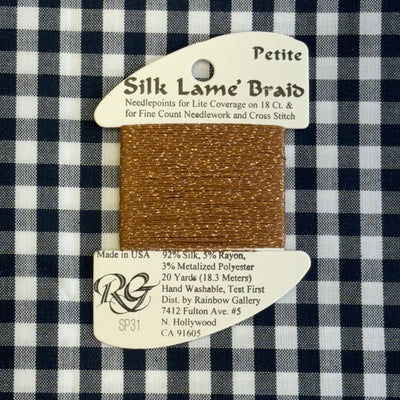 Petite
Silk Lame' Braid
Needlepoints for Lite Coverage on 18 Ct. &
for Fine Count Needlework and Cross Stitch
Made in USA
92% Silk, 5% Rayon,
3% Metalized Polyester
20 Yards (18.3 Meters)
Hand Washable, Test First
Dist. by Rainbow Gallery
7412 Fulton Ave. #5
N. Hollywood
CA 91605
RG
SP31